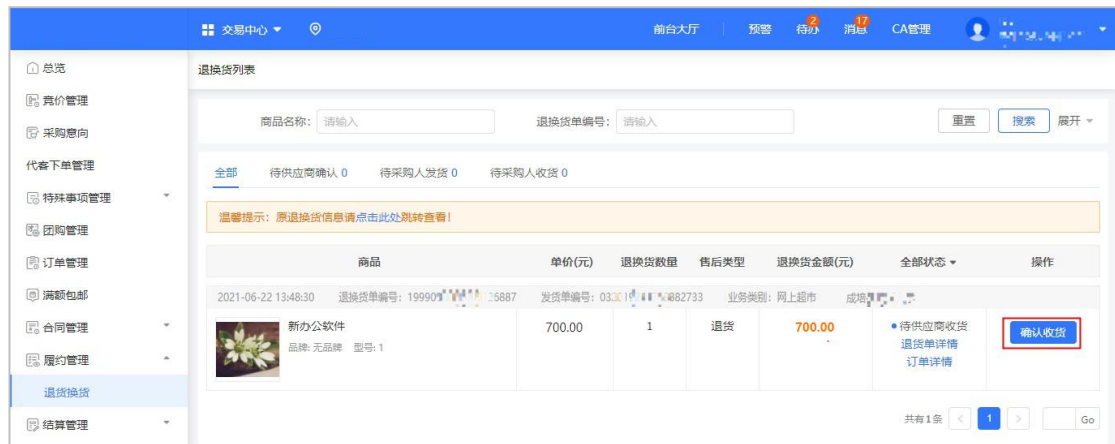 交易中心
前台大厅 预警 待办 2 消息 17 CA管理
总览
竞价管理
采购意向
代客下单管理
特殊事项管理
团购管理
订单管理
满额包邮
合同管理
履约管理
退货换货
结算管理
退换货列表
商品名称: 请输入 退换货单编号: 请输入 重置 搜索 展开
全部 待供应商确认 0 待采购人发货 0 待采购人收货 0
温馨提示：原退换货信息请点击此处跳转查看！
商品 单价(元) 退换货数量 售后类型 退换货金额(元) 全部状态 操作
2021-06-22 13:48:30 退换货单编号: 发货单编号: 业务类别: 网上超市
新办公软件 700.00 1 退货 700.00 待供应商收货 确认收货
品牌: 无品牌 型号: 1 退货单详情
订单详情
共有1条 < 1 > Go